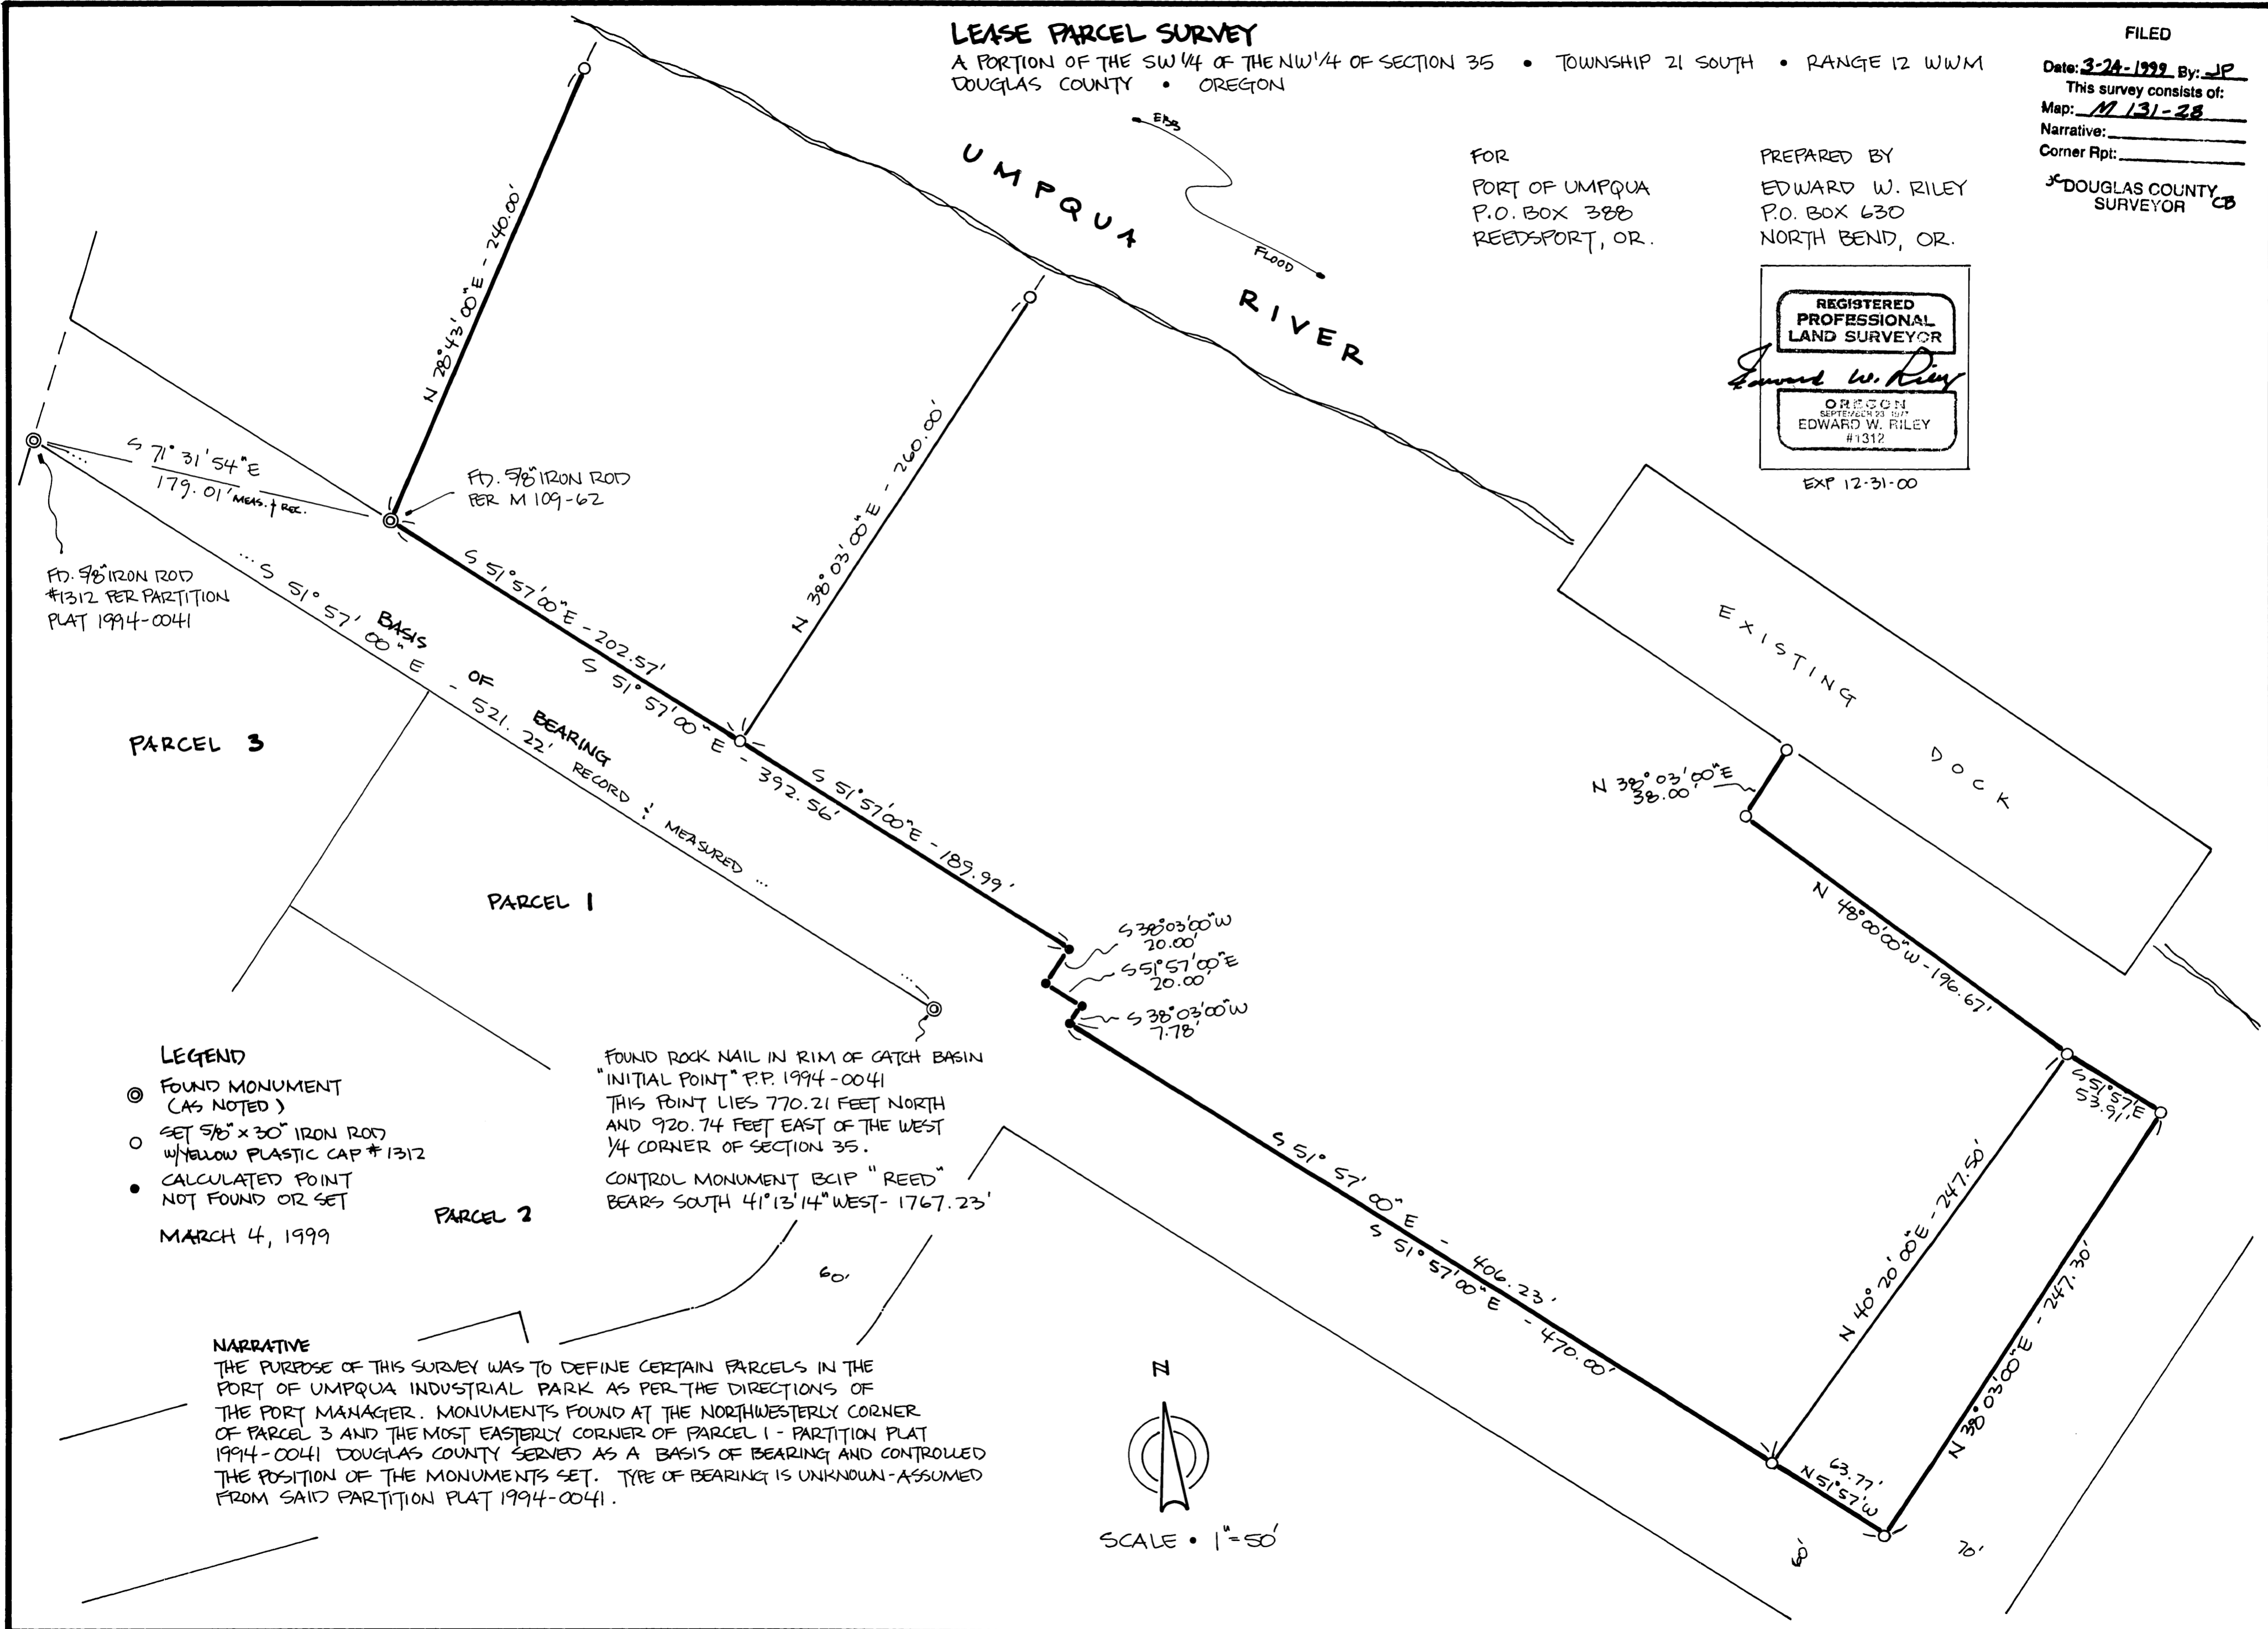 LEASE PARCEL SURVEY
A PORTION OF THE SW 1/4 OF THE NW 1/4 OF SECTION 35 • TOWNSHIP 21 SOUTH • RANGE 12 WWM
DOUGLAS COUNTY • OREGON
FILED
Date: 3-24-1999 By: JP
This survey consists of:
Map: M 131-28
Narrative:
Corner Rpt:
DOUGLAS COUNTY
SURVEYOR CB
FOR
PORT OF UMPQUA
P.O. BOX 388
REEDSPORT, OR.
PREPARED BY
EDWARD W. RILEY
P.O. BOX 630
NORTH BEND, OR.
REGISTERED
PROFESSIONAL
LAND SURVEYOR
Edward W. Riley
OREGON
SEPTEMBER 23 1977
EDWARD W. RILEY
#1312
EXP 12-31-00
EBB
FLOOD
UMPQUA
RIVER
N 28°43'00"E - 240.00'
N 38°03'00"E - 260.00'
S 71°31'54"E
179.01' MEAS. & REC.
FD. 5/8" IRON ROD
PER M 109-62
FD. 5/8" IRON ROD
#1312 PER PARTITION
PLAT 1994-0041
S 51°57'00"E - 202.57'
S 51°57'00"E - 392.56'
S 51°57'00"E - 189.99'
BASIS OF BEARING
... S 51°57'00"E - 521.22' RECORD & MEASURED ...
PARCEL 3
PARCEL 1
PARCEL 2
EXISTING
DOCK
N 38°03'00"E
38.00'
N 48°00'00"W - 196.67'
S 38°03'00"W
20.00'
S 51°57'00"E
20.00'
S 38°03'00"W
7.78'
S 51°57'E
53.91'
S 51°57'00"E - 406.23'
S 51°57'00"E - 470.00'
N 40°20'00"E - 247.50'
N 38°03'00"E - 247.30'
63.77'
N 51°57'W
60'
70'
60'
LEGEND
FOUND MONUMENT
(AS NOTED)
SET 5/8" x 30" IRON ROD
W/YELLOW PLASTIC CAP #1312
CALCULATED POINT
NOT FOUND OR SET
MARCH 4, 1999
FOUND ROCK NAIL IN RIM OF CATCH BASIN
"INITIAL POINT" P.P. 1994-0041
THIS POINT LIES 770.21 FEET NORTH
AND 920.74 FEET EAST OF THE WEST
1/4 CORNER OF SECTION 35.
CONTROL MONUMENT BCIP "REED"
BEARS SOUTH 41°13'14" WEST - 1767.23'
NARRATIVE
THE PURPOSE OF THIS SURVEY WAS TO DEFINE CERTAIN PARCELS IN THE
PORT OF UMPQUA INDUSTRIAL PARK AS PER THE DIRECTIONS OF
THE PORT MANAGER. MONUMENTS FOUND AT THE NORTHWESTERLY CORNER
OF PARCEL 3 AND THE MOST EASTERLY CORNER OF PARCEL 1 - PARTITION PLAT
1994-0041 DOUGLAS COUNTY SERVED AS A BASIS OF BEARING AND CONTROLLED
THE POSITION OF THE MONUMENTS SET. TYPE OF BEARING IS UNKNOWN-ASSUMED
FROM SAID PARTITION PLAT 1994-0041.
N
SCALE • 1"=50'